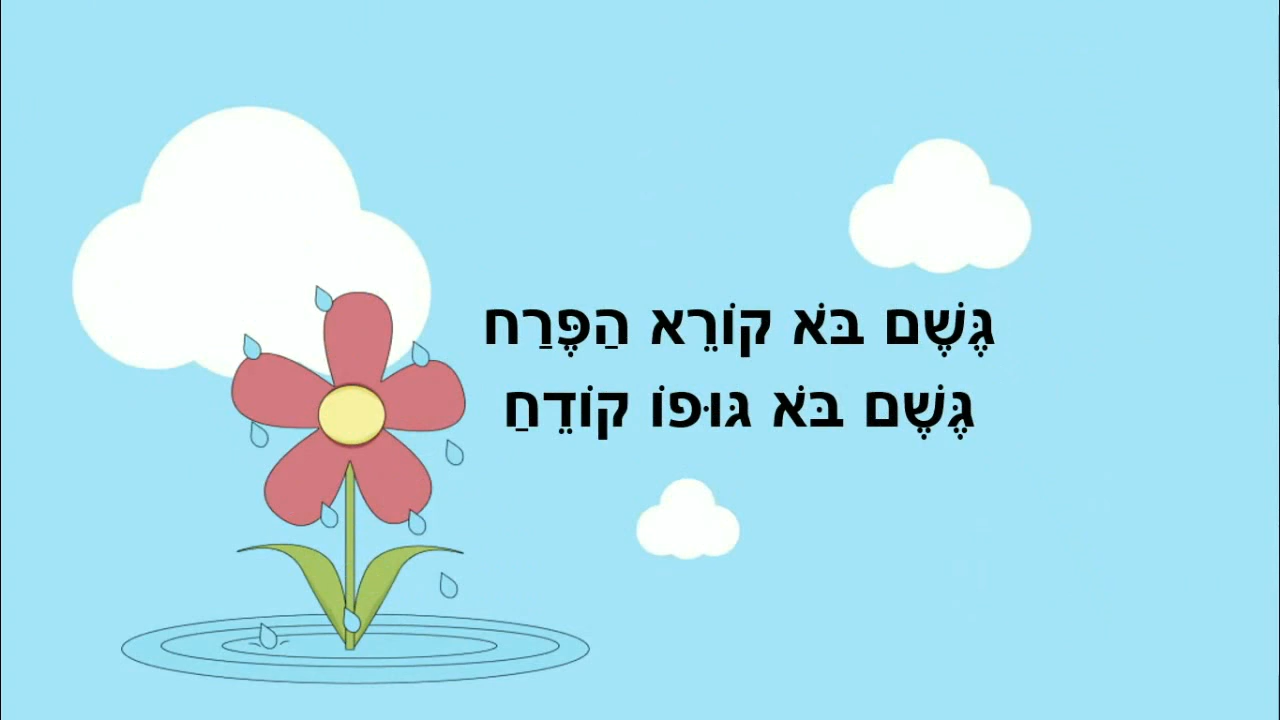 גֶּשֶׁם בֹּא קוֹרֵא הַפֶּרַח
גֶּשֶׁם בֹּא גּוּפוֹ קוֹדֵחַ